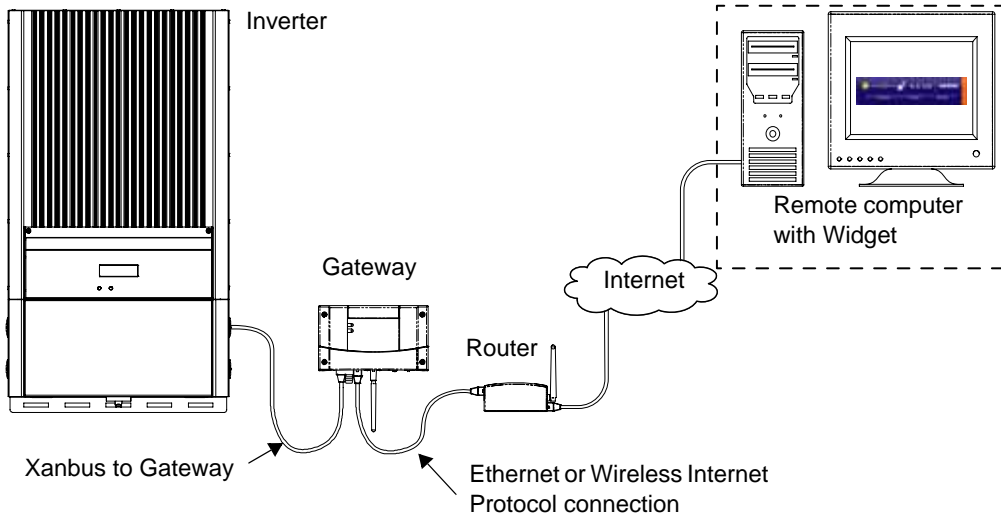 Inverter
Remote computer
with Widget
Gateway
Internet
Router
Xanbus to Gateway
Ethernet or Wireless Internet
Protocol connection